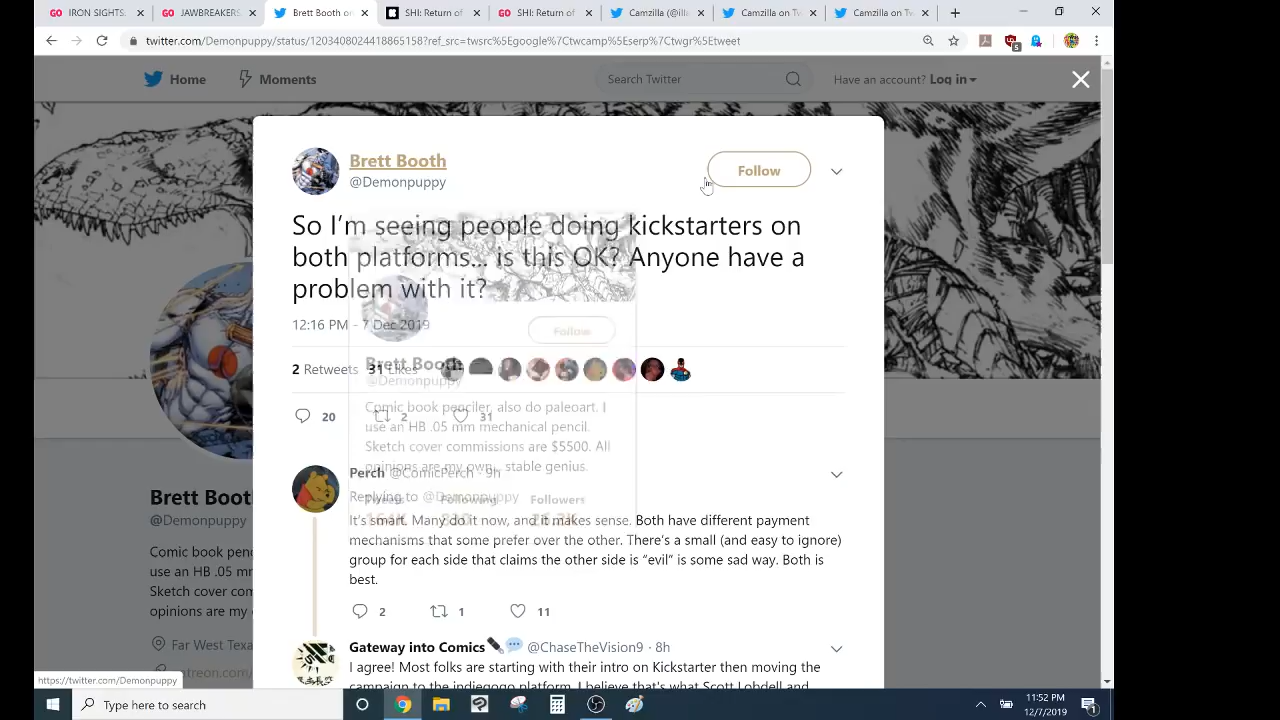 IRON SIGHTS.
JAWBREAKERS.
Brett Booth on
SHI: Return of
SHI: Return of
Camzilla (@illa
Camzilla on Tw
Camzilla on Tw
twitter.com/Demonpuppy/status/1203408024418865158?ref_src=twsrc%5Egoogle%7Ctwcamp%5Eserp%7Ctwgr%5Etweet
Home
Moments
Search Twitter
Have an account? Log in
Brett Booth
@Demonpuppy
Follow
So I'm seeing people doing kickstarters on
both platforms... is this OK? Anyone have a
problem with it?
12:16 PM - 7 Dec 2019
Follow
2 Retweets 31 Likes
Brett Booth
@Demonpuppy
Comic book penciler, also do paleoart. I
use an HB .05 mm mechanical pencil.
Sketch cover commissions are $5500. All
opinions are my own... stable genius.
Tweets
Following
Followers
20
2
31
Perch @ComicPerch · 9h
Replying to @Demonpuppy
It's smart. Many do it now, and it makes sense. Both have different payment
mechanisms that some prefer over the other. There's a small (and easy to ignore)
group for each side that claims the other side is "evil" is some sad way. Both is
best.
2
1
11
Gateway into Comics @ChaseTheVision9 · 8h
I agree! Most folks are starting with their intro on Kickstarter then moving the
campaign to the indiegogo platform. I believe that's what Scott Lobdell and
Brett Boot
@Demonpuppy
Comic book penc
use an HB .05 mm
Sketch cover com
opinions are my o
Far West Texa
patreon.com/
https://twitter.com/Demonpuppy
Type here to search
11:52 PM
12/7/2019